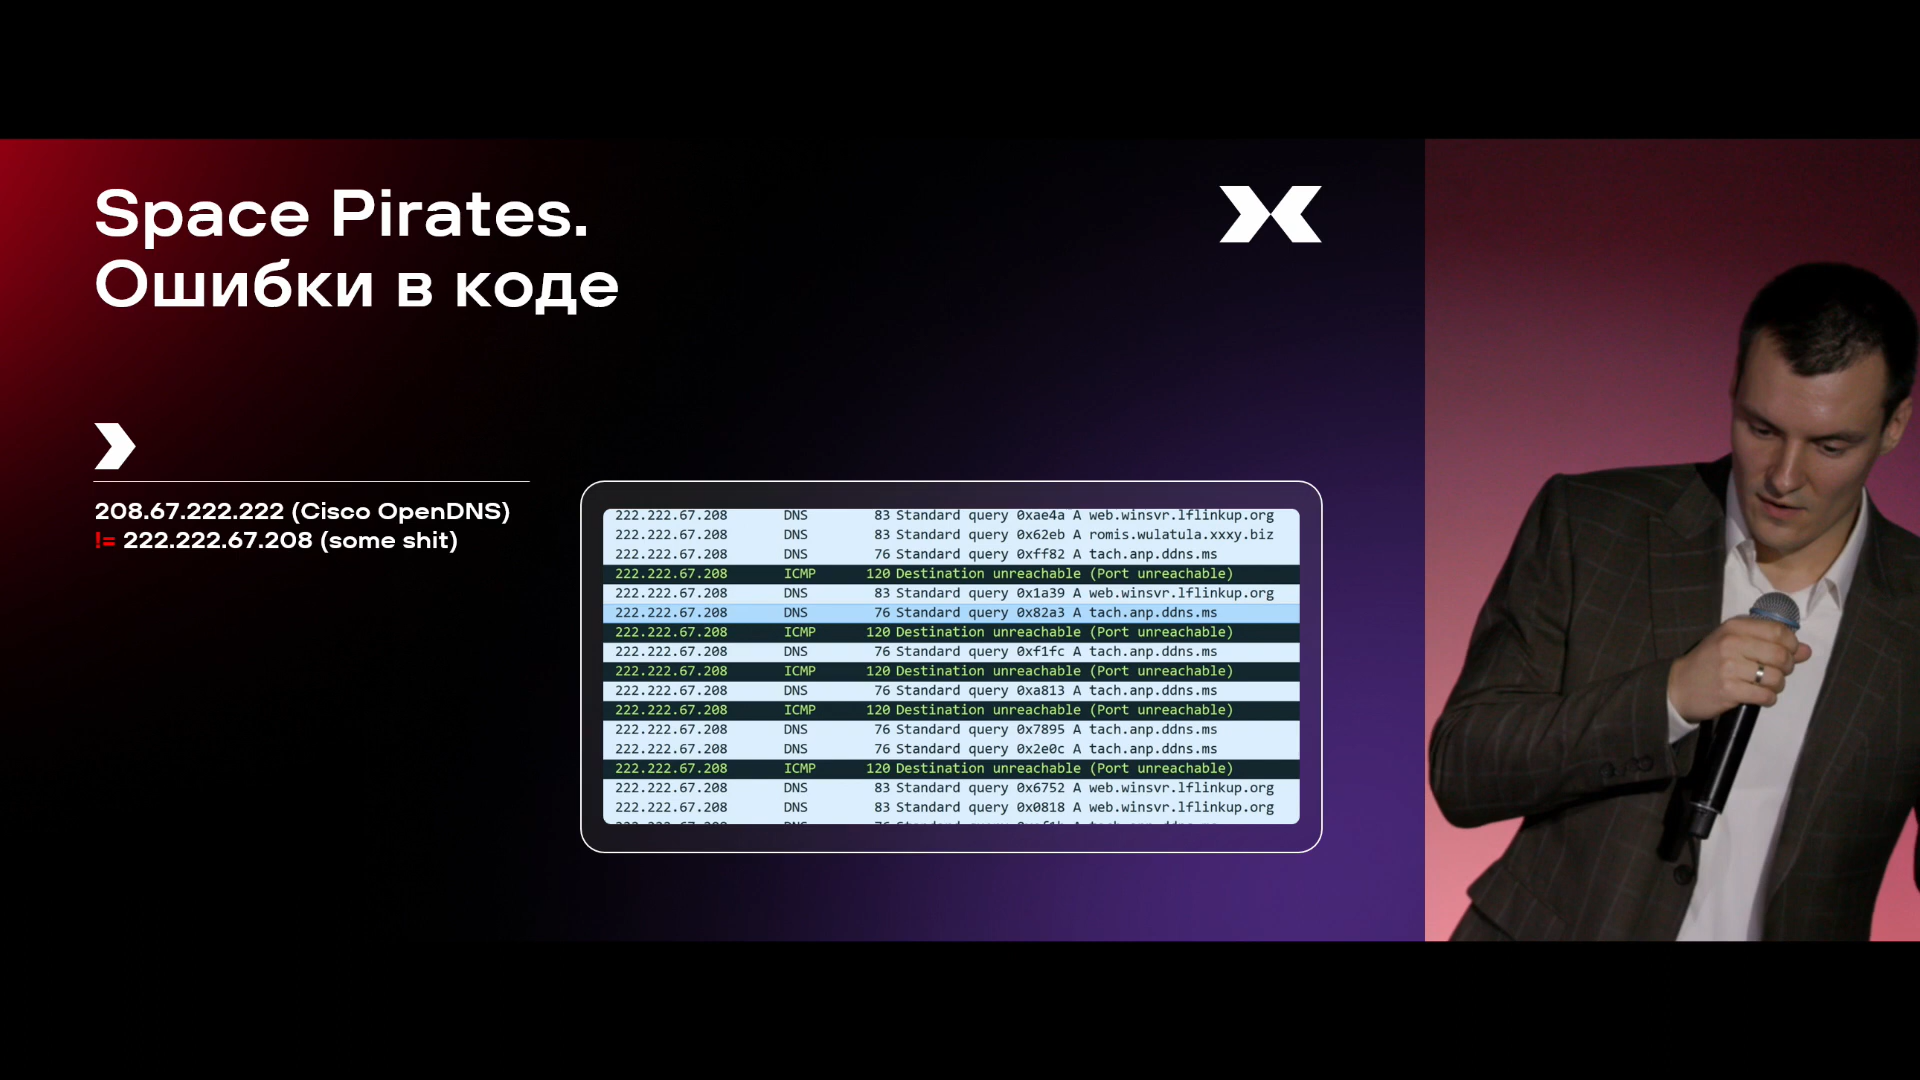 Space Pirates.
Ошибки в коде
208.67.222.222 (Cisco OpenDNS)
!= 222.222.67.208 (some shit)
222.222.67.208 DNS 83 Standard query 0xae4a A web.winsvr.lflinkup.org
222.222.67.208 DNS 83 Standard query 0x62eb A romis.wulatula.xxxy.biz
222.222.67.208 DNS 76 Standard query 0xff82 A tach.anp.ddns.ms
222.222.67.208 ICMP 120 Destination unreachable (Port unreachable)
222.222.67.208 DNS 83 Standard query 0x1a39 A web.winsvr.lflinkup.org
222.222.67.208 DNS 76 Standard query 0x82a3 A tach.anp.ddns.ms
222.222.67.208 ICMP 120 Destination unreachable (Port unreachable)
222.222.67.208 DNS 76 Standard query 0xf1fc A tach.anp.ddns.ms
222.222.67.208 ICMP 120 Destination unreachable (Port unreachable)
222.222.67.208 DNS 76 Standard query 0xa813 A tach.anp.ddns.ms
222.222.67.208 ICMP 120 Destination unreachable (Port unreachable)
222.222.67.208 DNS 76 Standard query 0x7895 A tach.anp.ddns.ms
222.222.67.208 DNS 76 Standard query 0x2e0c A tach.anp.ddns.ms
222.222.67.208 ICMP 120 Destination unreachable (Port unreachable)
222.222.67.208 DNS 83 Standard query 0x6752 A web.winsvr.lflinkup.org
222.222.67.208 DNS 83 Standard query 0x0818 A web.winsvr.lflinkup.org